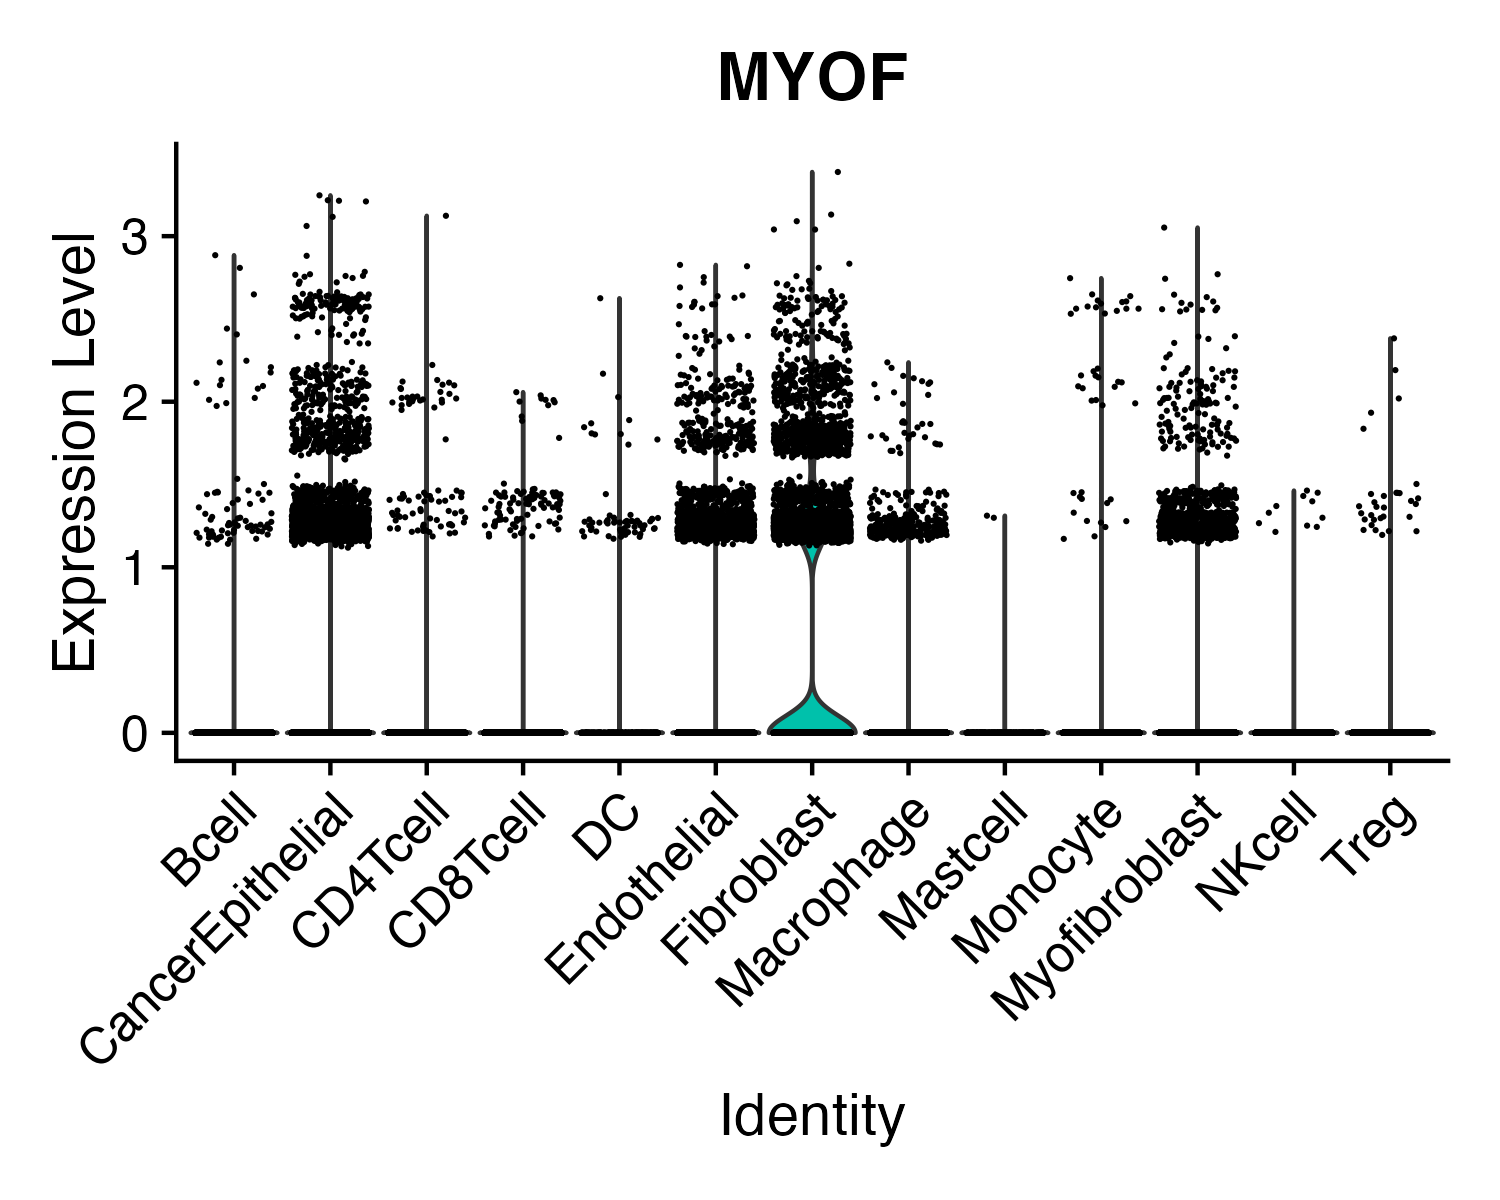 MYOF
Expression Level
3
2
1
0
Bcell
CancerEpithelial
CD4Tcell
CD8Tcell
DC
Endothelial
Fibroblast
Macrophage
Mastcell
Monocyte
Myofibroblast
NKcell
Treg
Identity